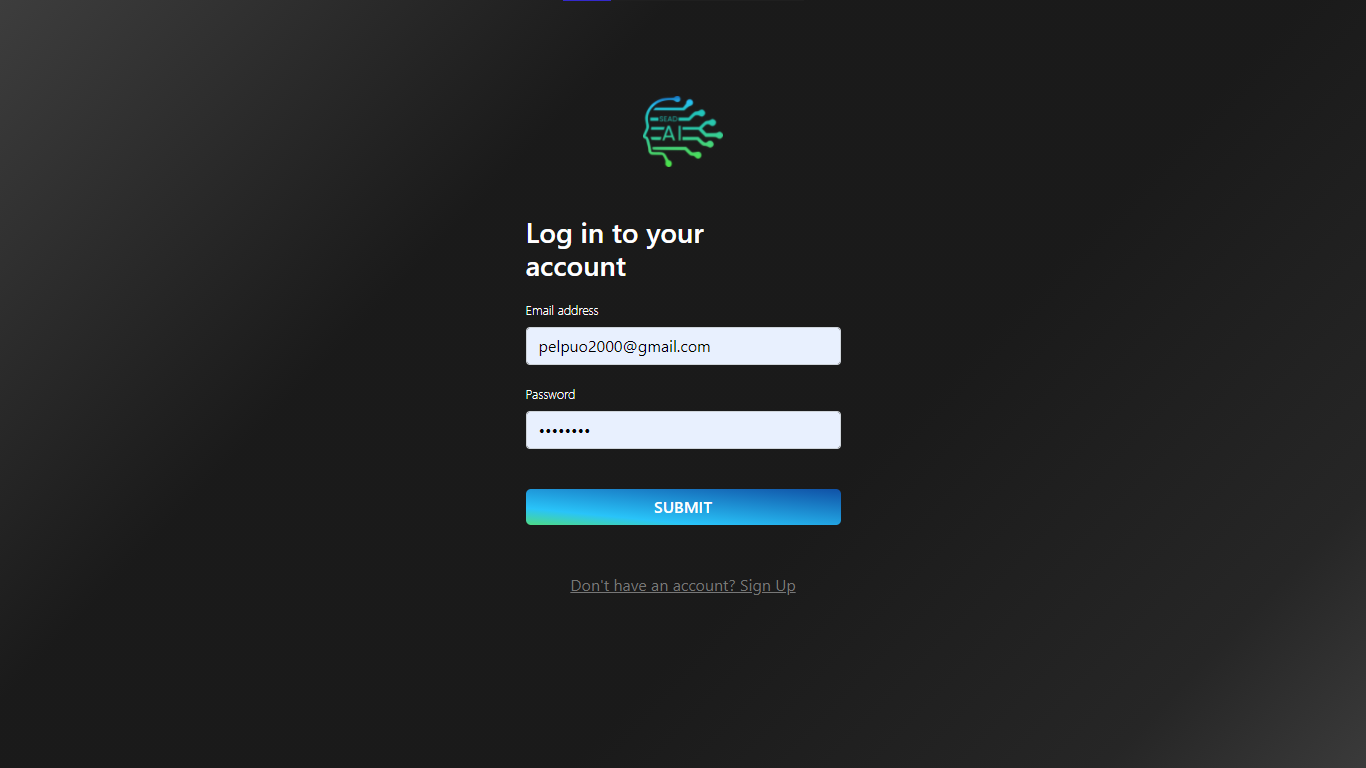 SEAD
AI
Log in to your
account
Email address
pelpuo2000@gmail.com
Password
••••••••
SUBMIT
Don't have an account? Sign Up